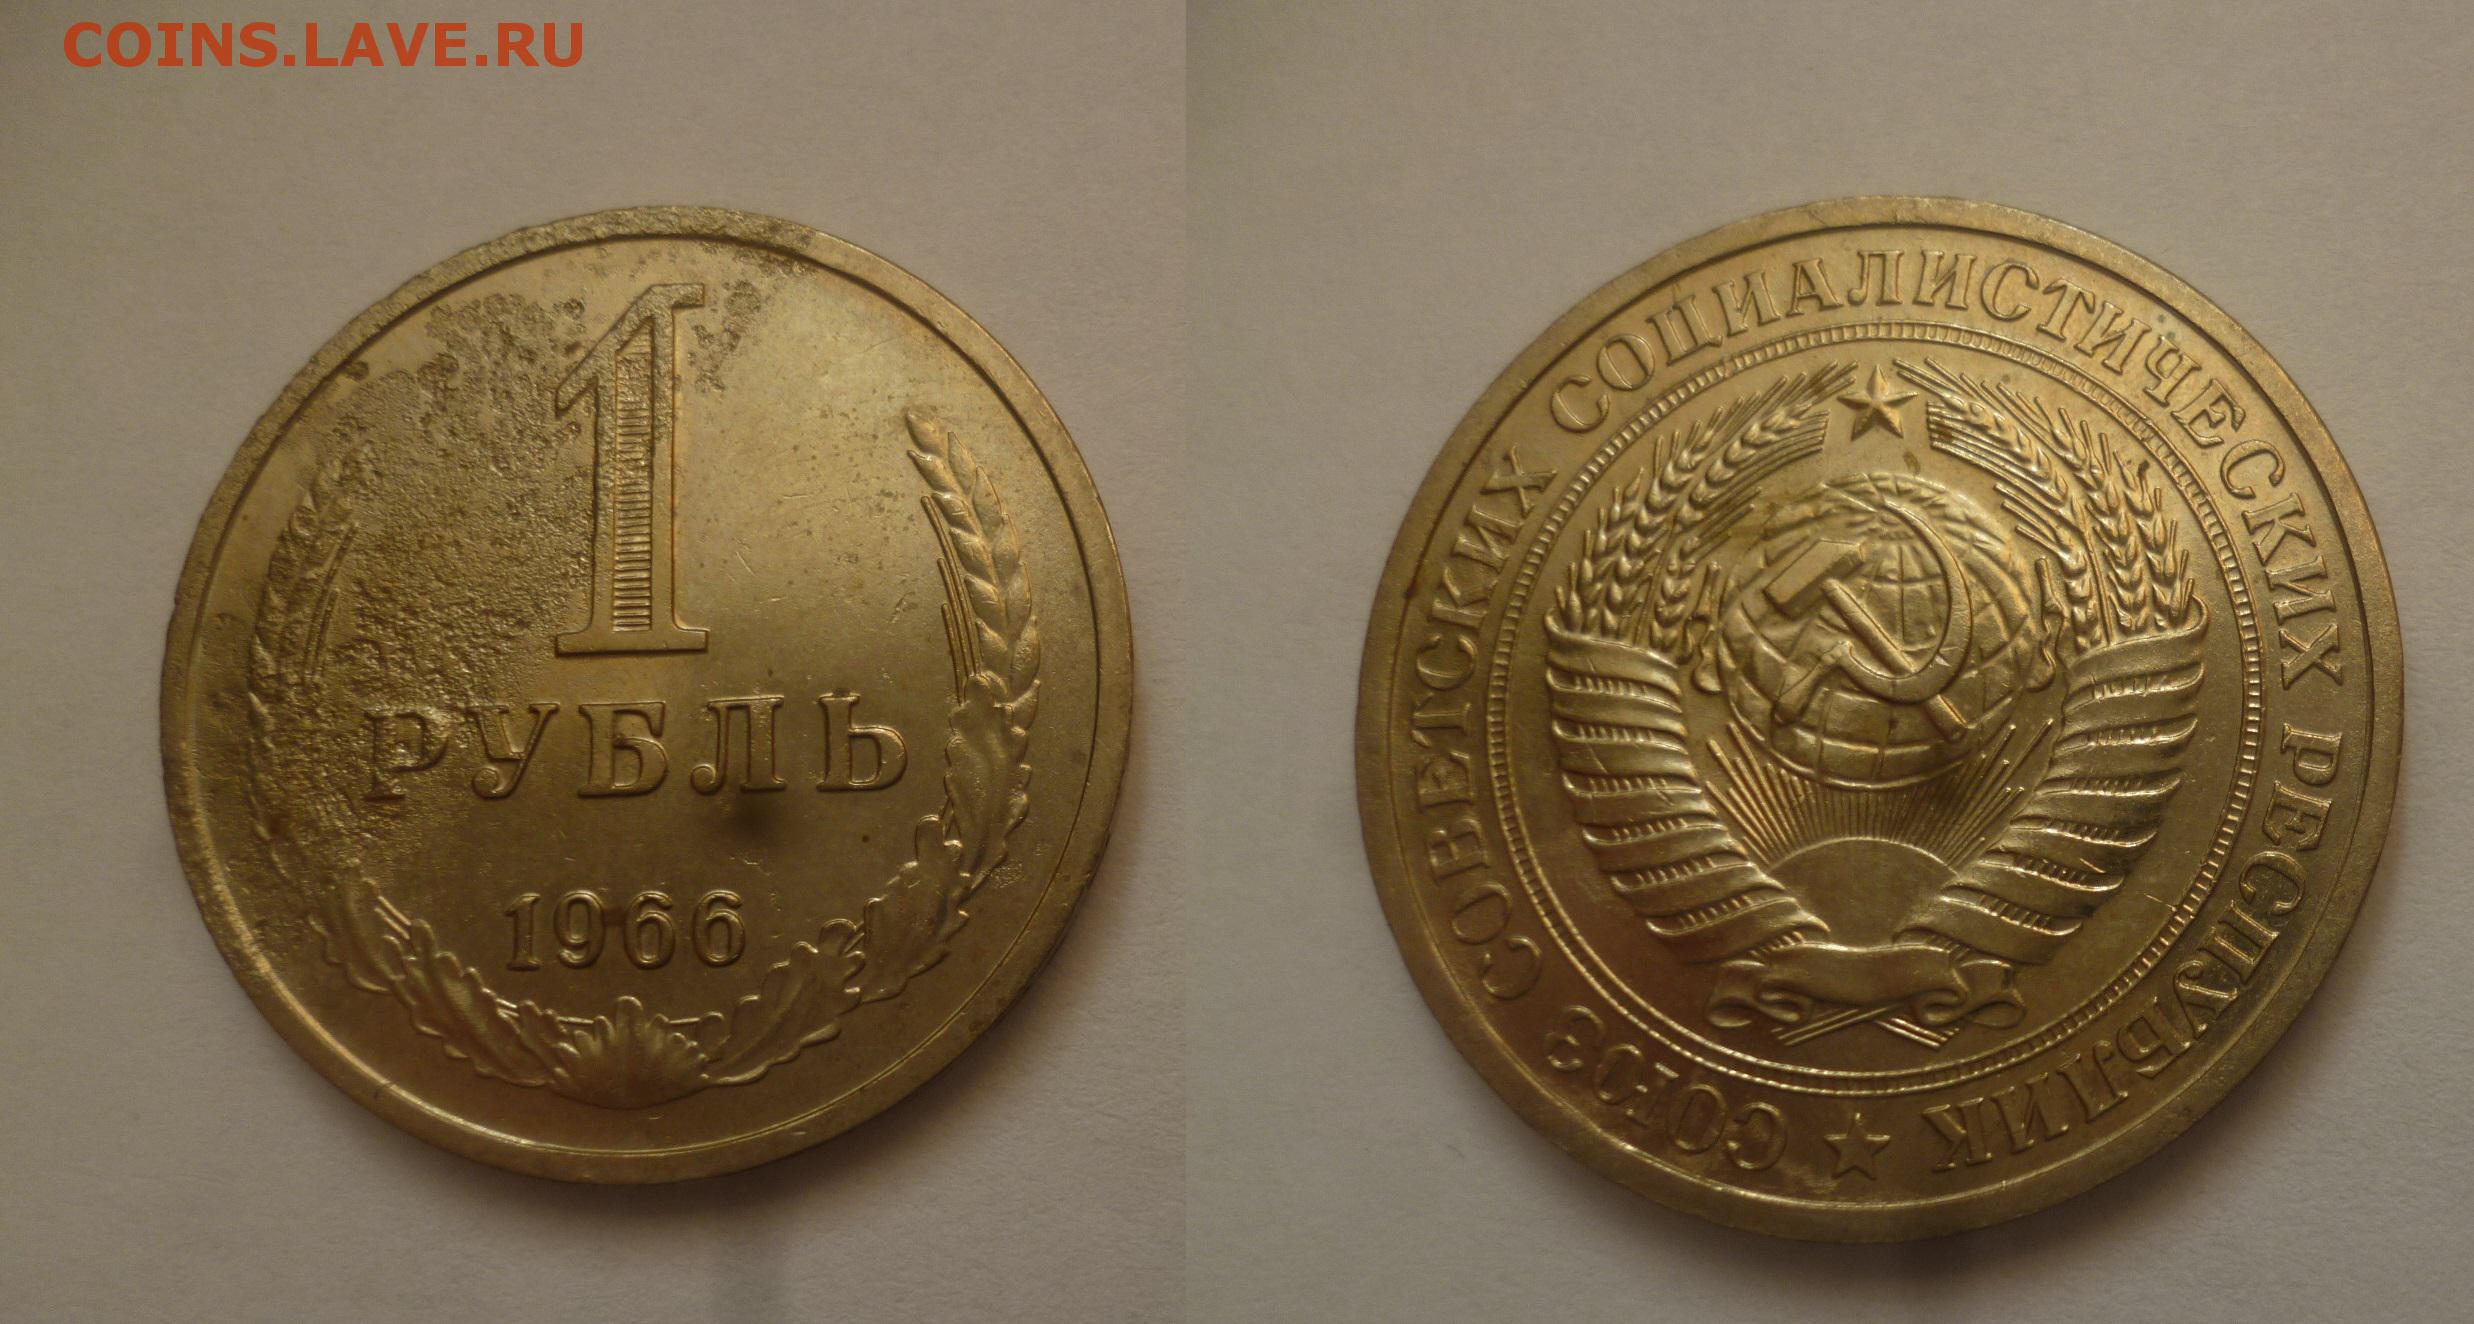 COINS.LAVE.RU
1
РУБЛЬ
1966
СОЮЗ СОВЕТСКИХ СОЦИАЛИСТИЧЕСКИХ РЕСПУБЛИК